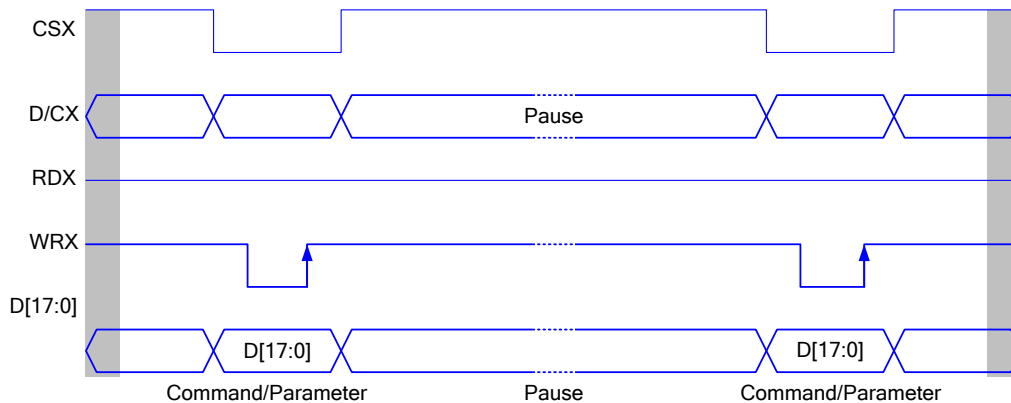 CSX
D/CX
Pause
RDX
WRX
D[17:0]
D[17:0]
D[17:0]
Command/Parameter
Pause
Command/Parameter